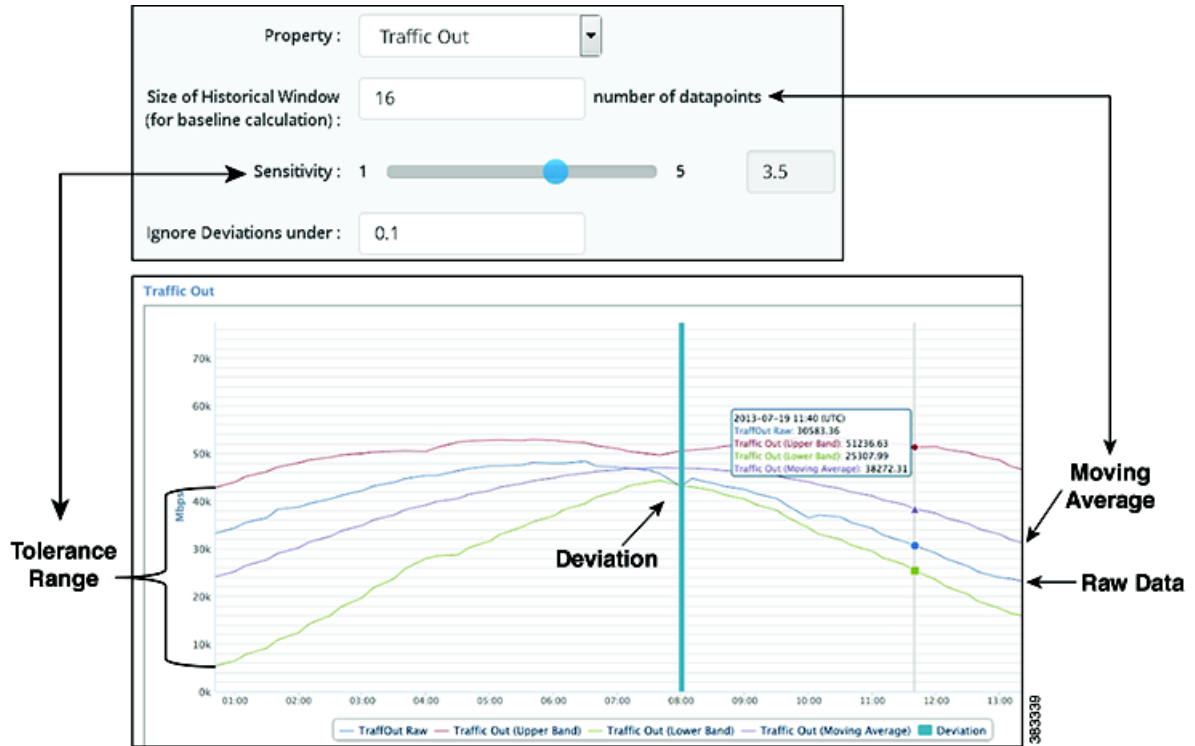 Property :
Traffic Out
Size of Historical Window
(for baseline calculation) :
16
number of datapoints
Sensitivity :
1
5
3.5
Ignore Deviations under :
0.1
Traffic Out
Mbps
70k
60k
50k
40k
30k
20k
10k
0k
2013-07-19 11:40 (UTC)
TraffOut Raw: 30583.36
Traffic Out (Upper Band): 51236.63
Traffic Out (Lower Band): 25307.99
Traffic Out (Moving Average): 38272.31
Deviation
Tolerance
Range
Moving
Average
Raw Data
01:00 02:00 03:00 04:00 05:00 06:00 07:00 08:00 09:00 10:00 11:00 12:00 13:00
TraffOut Raw Traffic Out (Upper Band) Traffic Out (Lower Band) Traffic Out (Moving Average) Deviation
383339